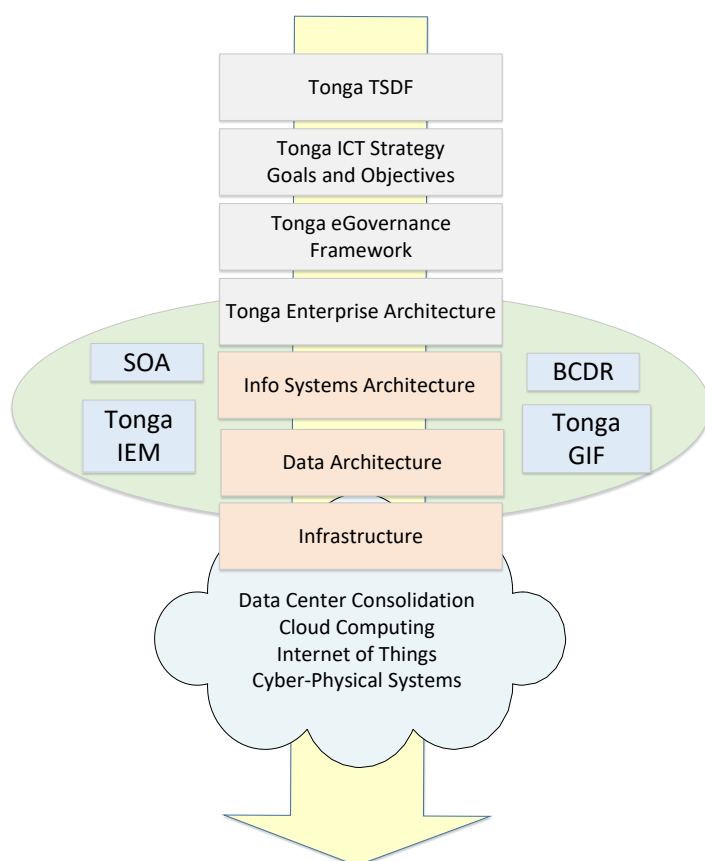 Tonga TSDF
Tonga ICT Strategy
Goals and Objectives
Tonga eGovernance
Framework
Tonga Enterprise Architecture
SOA
BCDR
Info Systems Architecture
Tonga
IEM
Tonga
GIF
Data Architecture
Infrastructure
Data Center Consolidation
Cloud Computing
Internet of Things
Cyber-Physical Systems